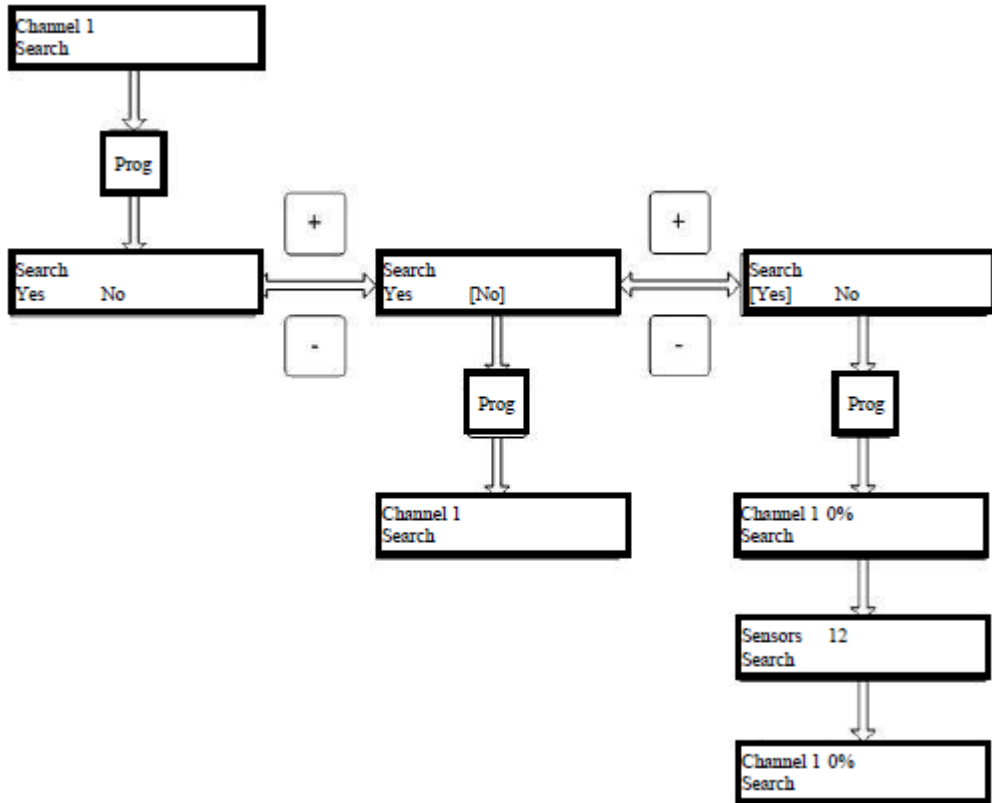 Channel 1
Search
Prog
+
+
Search
Yes No
Search
Yes [No]
Search
[Yes] No
-
-
Prog
Prog
Channel 1
Search
Channel 1 0%
Search
Sensors 12
Search
Channel 1 0%
Search